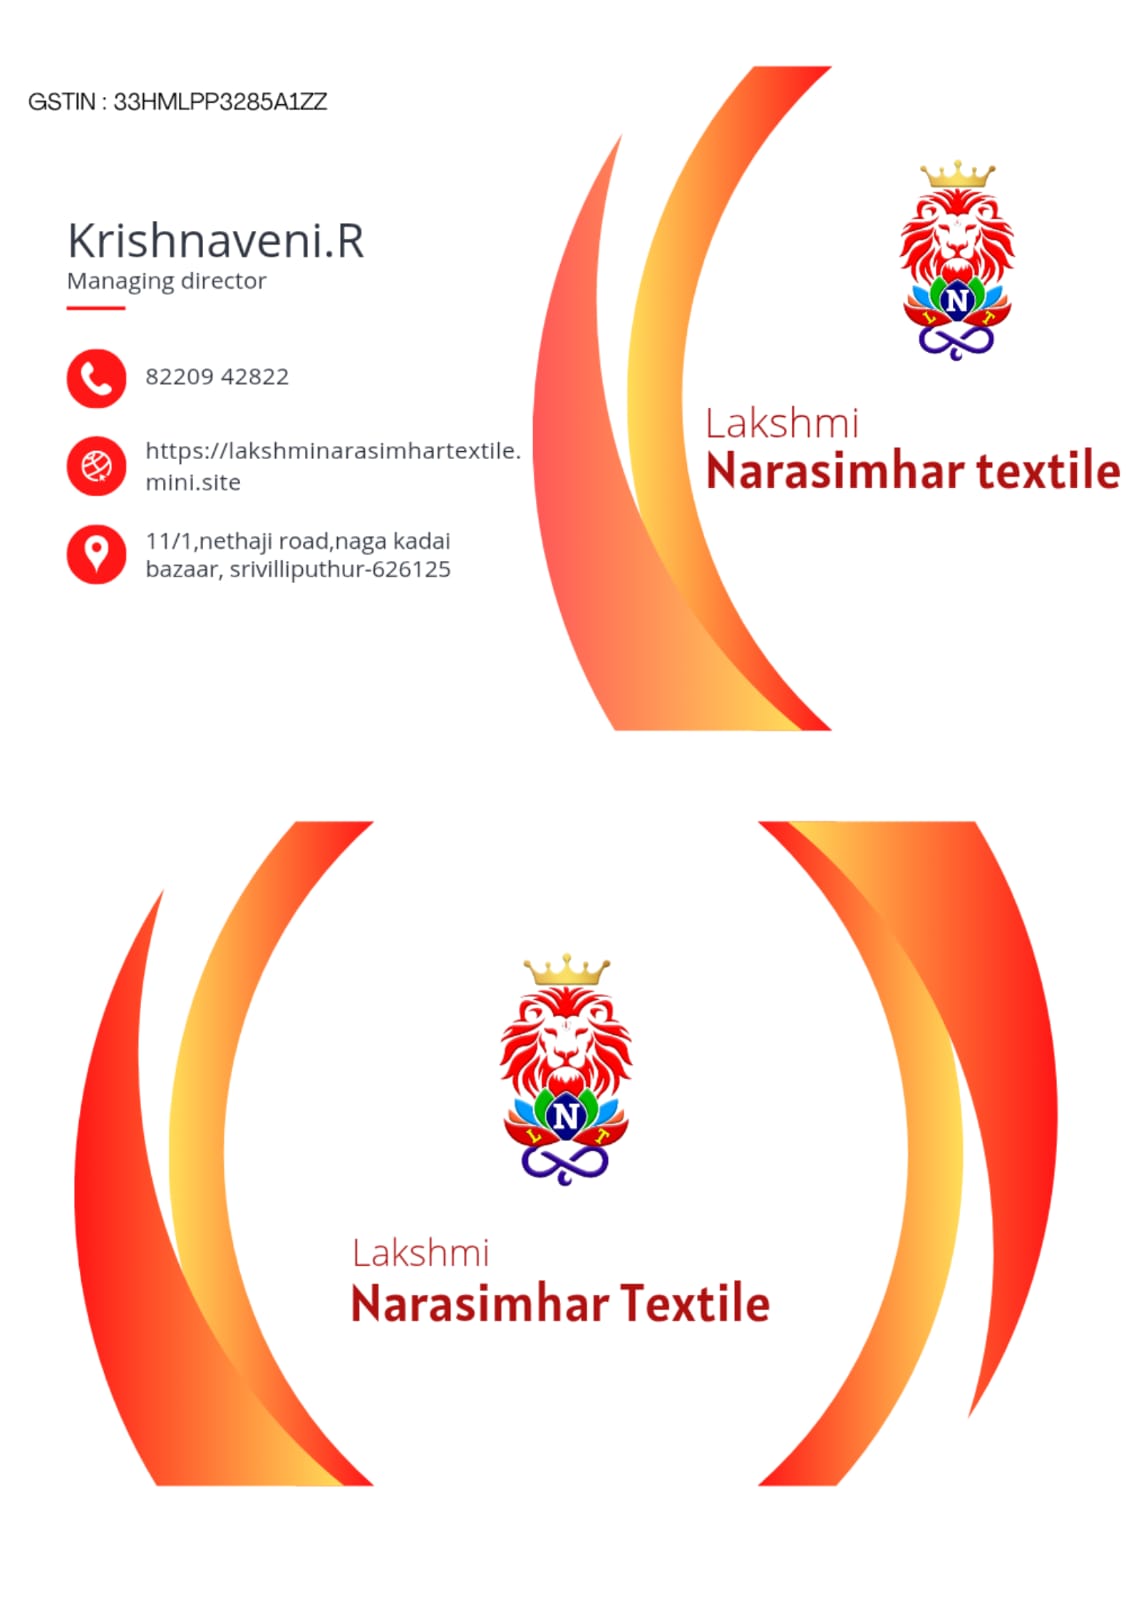 GSTIN : 33HMLPP3285A1ZZ
Krishnaveni.R
Managing director
82209 42822
https://lakshminarasimhartextile.
mini.site
11/1,nethaji road,naga kadai
bazaar, srivilliputhur-626125
N
L T
Lakshmi
Narasimhar textile
N
L T
Lakshmi
Narasimhar Textile